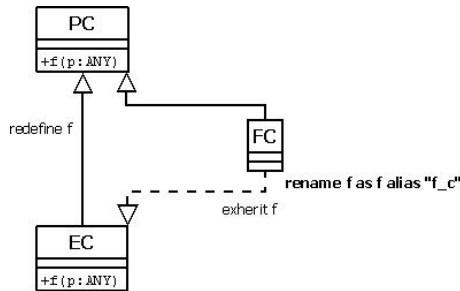 PC
+f(p:ANY)
redefine f
FC
rename f as f alias "f_c"
exherit f
EC
+f(p:ANY)